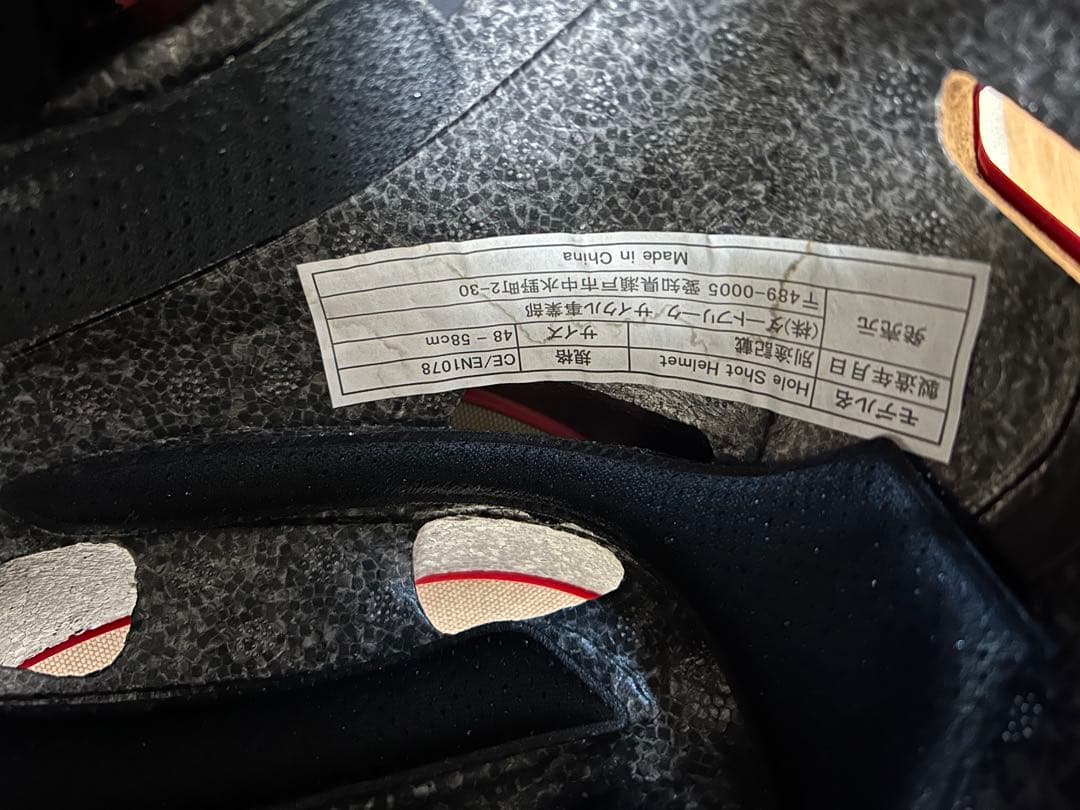 モデル名 Hole Shot Helmet 規格 CE/EN1078
製造年月日 別途記載 サイズ 48 - 58cm
発売元 (株)ダートフリーク サイクル事業部
〒489-0005 愛知県瀬戸市中水野町2-30
Made in China